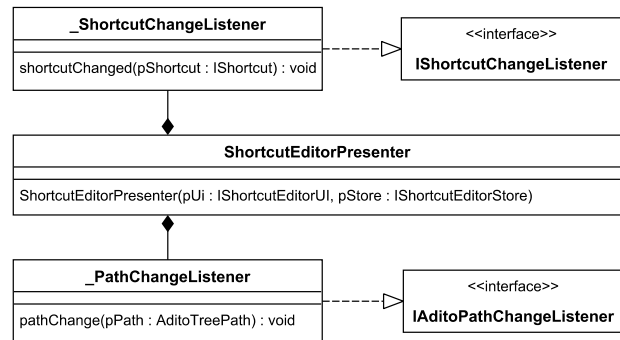 _ShortcutChangeListener
shortcutChanged(pShortcut : IShortcut) : void
<<interface>>
IShortcutChangeListener
ShortcutEditorPresenter
ShortcutEditorPresenter(pUi : IShortcutEditorUI, pStore : IShortcutEditorStore)
_PathChangeListener
pathChange(pPath : AditoTreePath) : void
<<interface>>
IAditoPathChangeListener